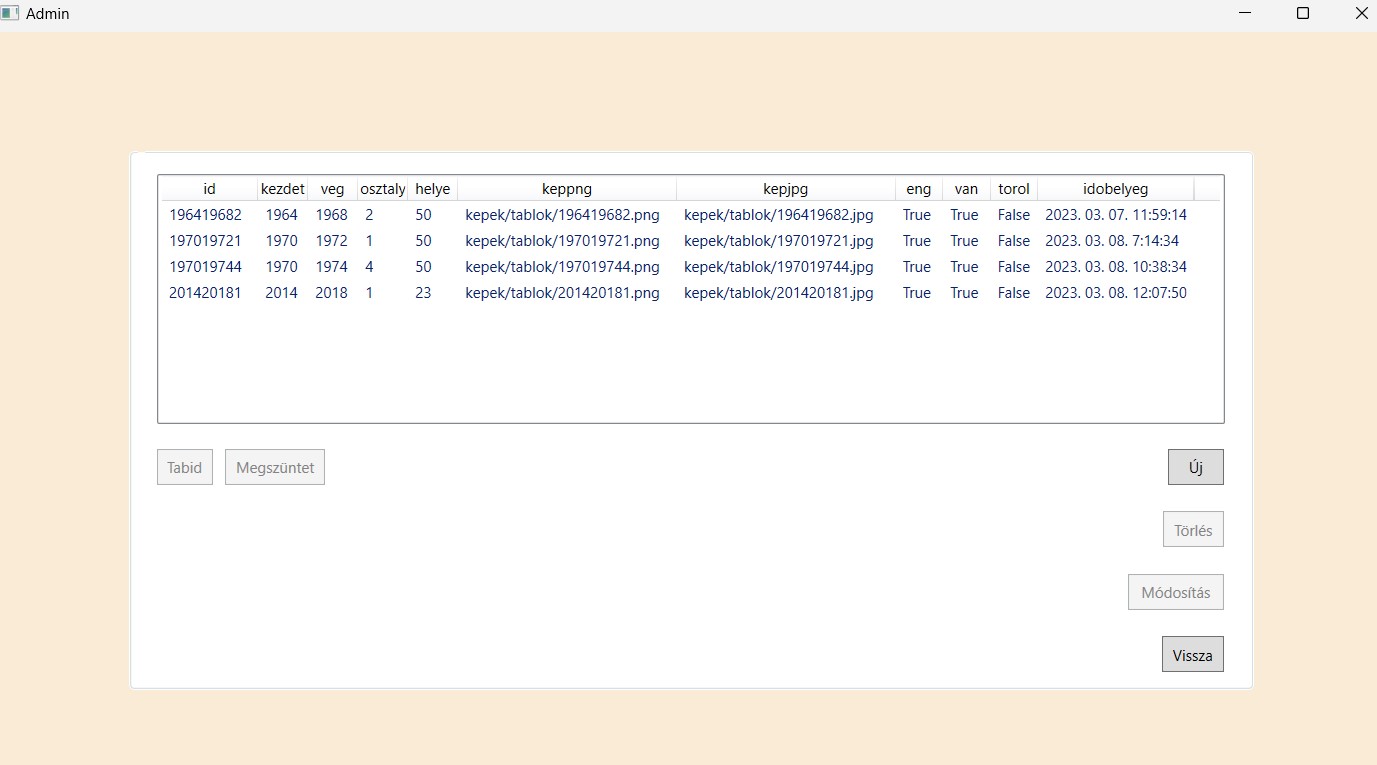 Admin
id kezdet veg osztaly helye keppng kepjpg eng van torol idobelyeg
196419682 1964 1968 2 50 kepek/tablok/196419682.png kepek/tablok/196419682.jpg True True False 2023. 03. 07. 11:59:14
197019721 1970 1972 1 50 kepek/tablok/197019721.png kepek/tablok/197019721.jpg True True False 2023. 03. 08. 7:14:34
197019744 1970 1974 4 50 kepek/tablok/197019744.png kepek/tablok/197019744.jpg True True False 2023. 03. 08. 10:38:34
201420181 2014 2018 1 23 kepek/tablok/201420181.png kepek/tablok/201420181.jpg True True False 2023. 03. 08. 12:07:50
Tabid Megszüntet Új
Törlés
Módosítás
Vissza